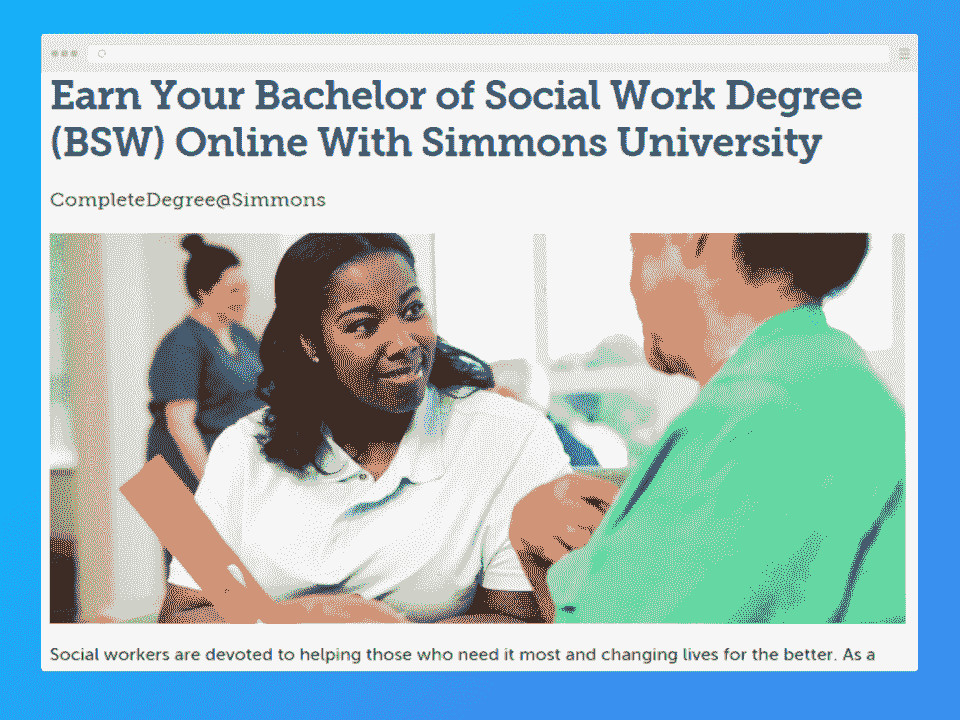 Earn Your Bachelor of Social Work Degree
(BSW) Online With Simmons University
CompleteDegree@Simmons
Social workers are devoted to helping those who need it most and changing lives for the better. As a